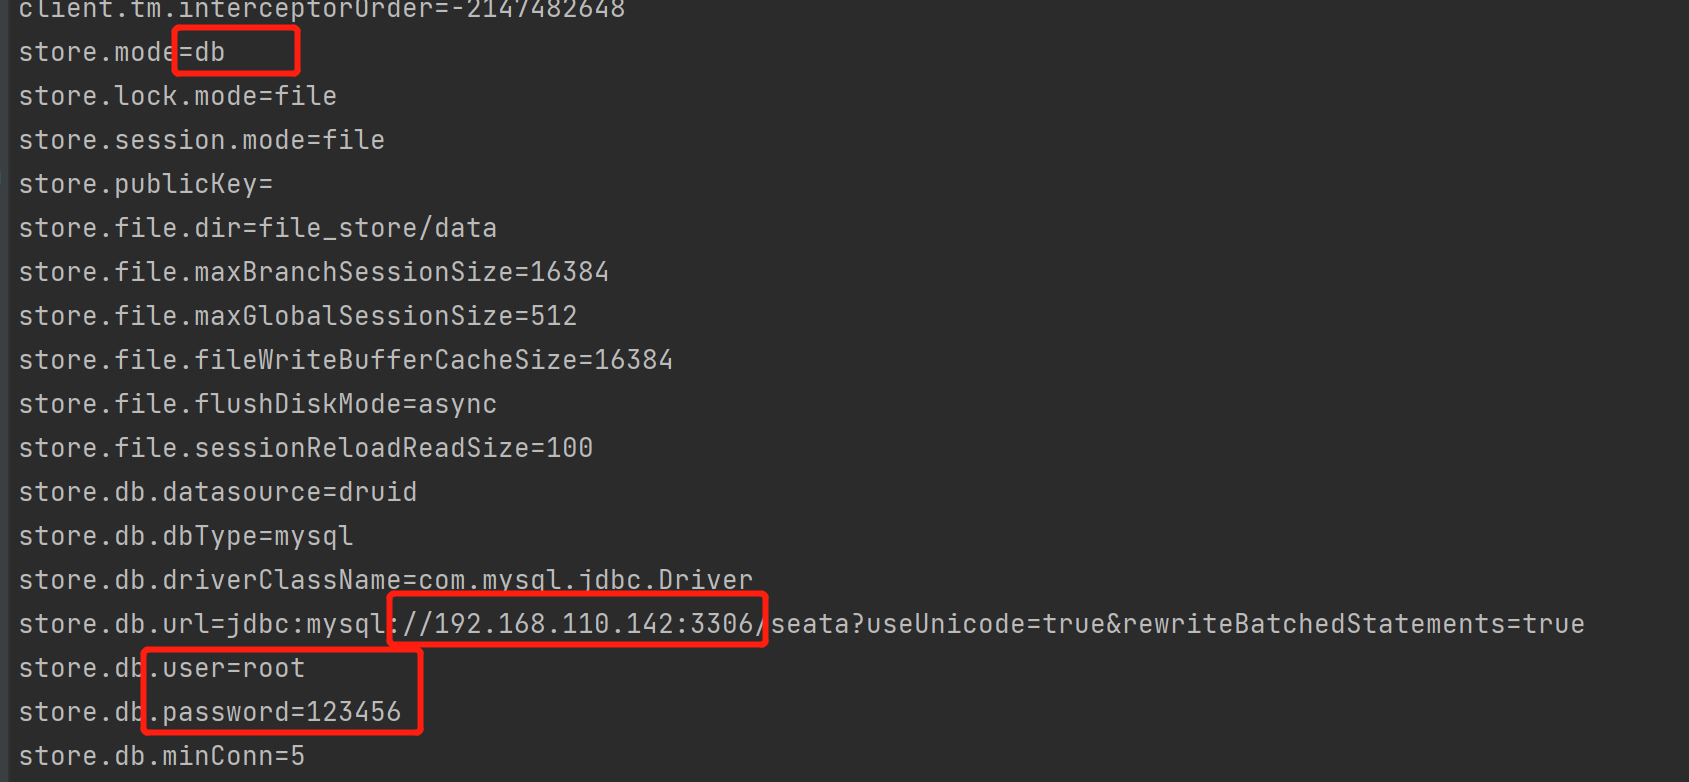 client.tm.interceptorOrder=-2147482648
store.mode=db
store.lock.mode=file
store.session.mode=file
store.publicKey=
store.file.dir=file_store/data
store.file.maxBranchSessionSize=16384
store.file.maxGlobalSessionSize=512
store.file.fileWriteBufferCacheSize=16384
store.file.flushDiskMode=async
store.file.sessionReloadReadSize=100
store.db.datasource=druid
store.db.dbType=mysql
store.db.driverClassName=com.mysql.jdbc.Driver
store.db.url=jdbc:mysql://192.168.110.142:3306/seata?useUnicode=true&rewriteBatchedStatements=true
store.db.user=root
store.db.password=123456
store.db.minConn=5